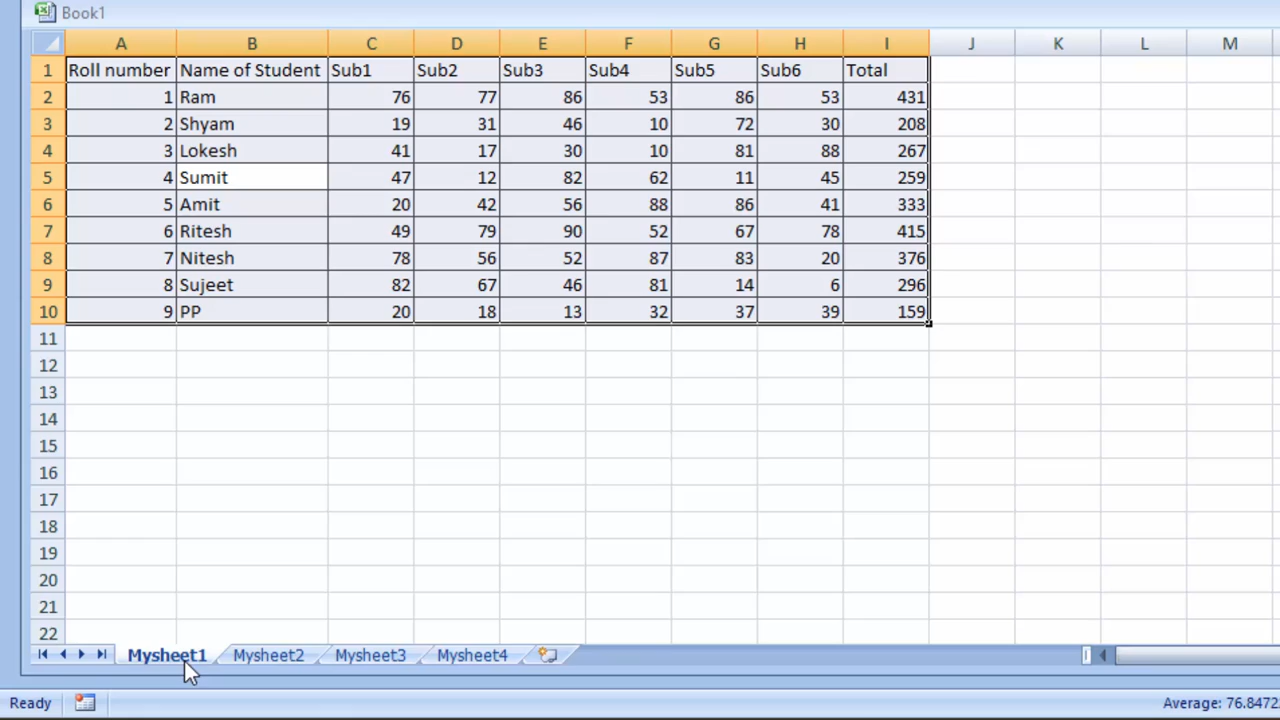 Book1
A B C D E F G H I J K L M
1 Roll number Name of Student Sub1 Sub2 Sub3 Sub4 Sub5 Sub6 Total
2 1 Ram 76 77 86 53 86 53 431
3 2 Shyam 19 31 46 10 72 30 208
4 3 Lokesh 41 17 30 10 81 88 267
5 4 Sumit 47 12 82 62 11 45 259
6 5 Amit 20 42 56 88 86 41 333
7 6 Ritesh 49 79 90 52 67 78 415
8 7 Nitesh 78 56 52 87 83 20 376
9 8 Sujeet 82 67 46 81 14 6 296
10 9 PP 20 18 13 32 37 39 159
11
12
13
14
15
16
17
18
19
20
21
22
Mysheet1 Mysheet2 Mysheet3 Mysheet4
Ready Average: 76.8472